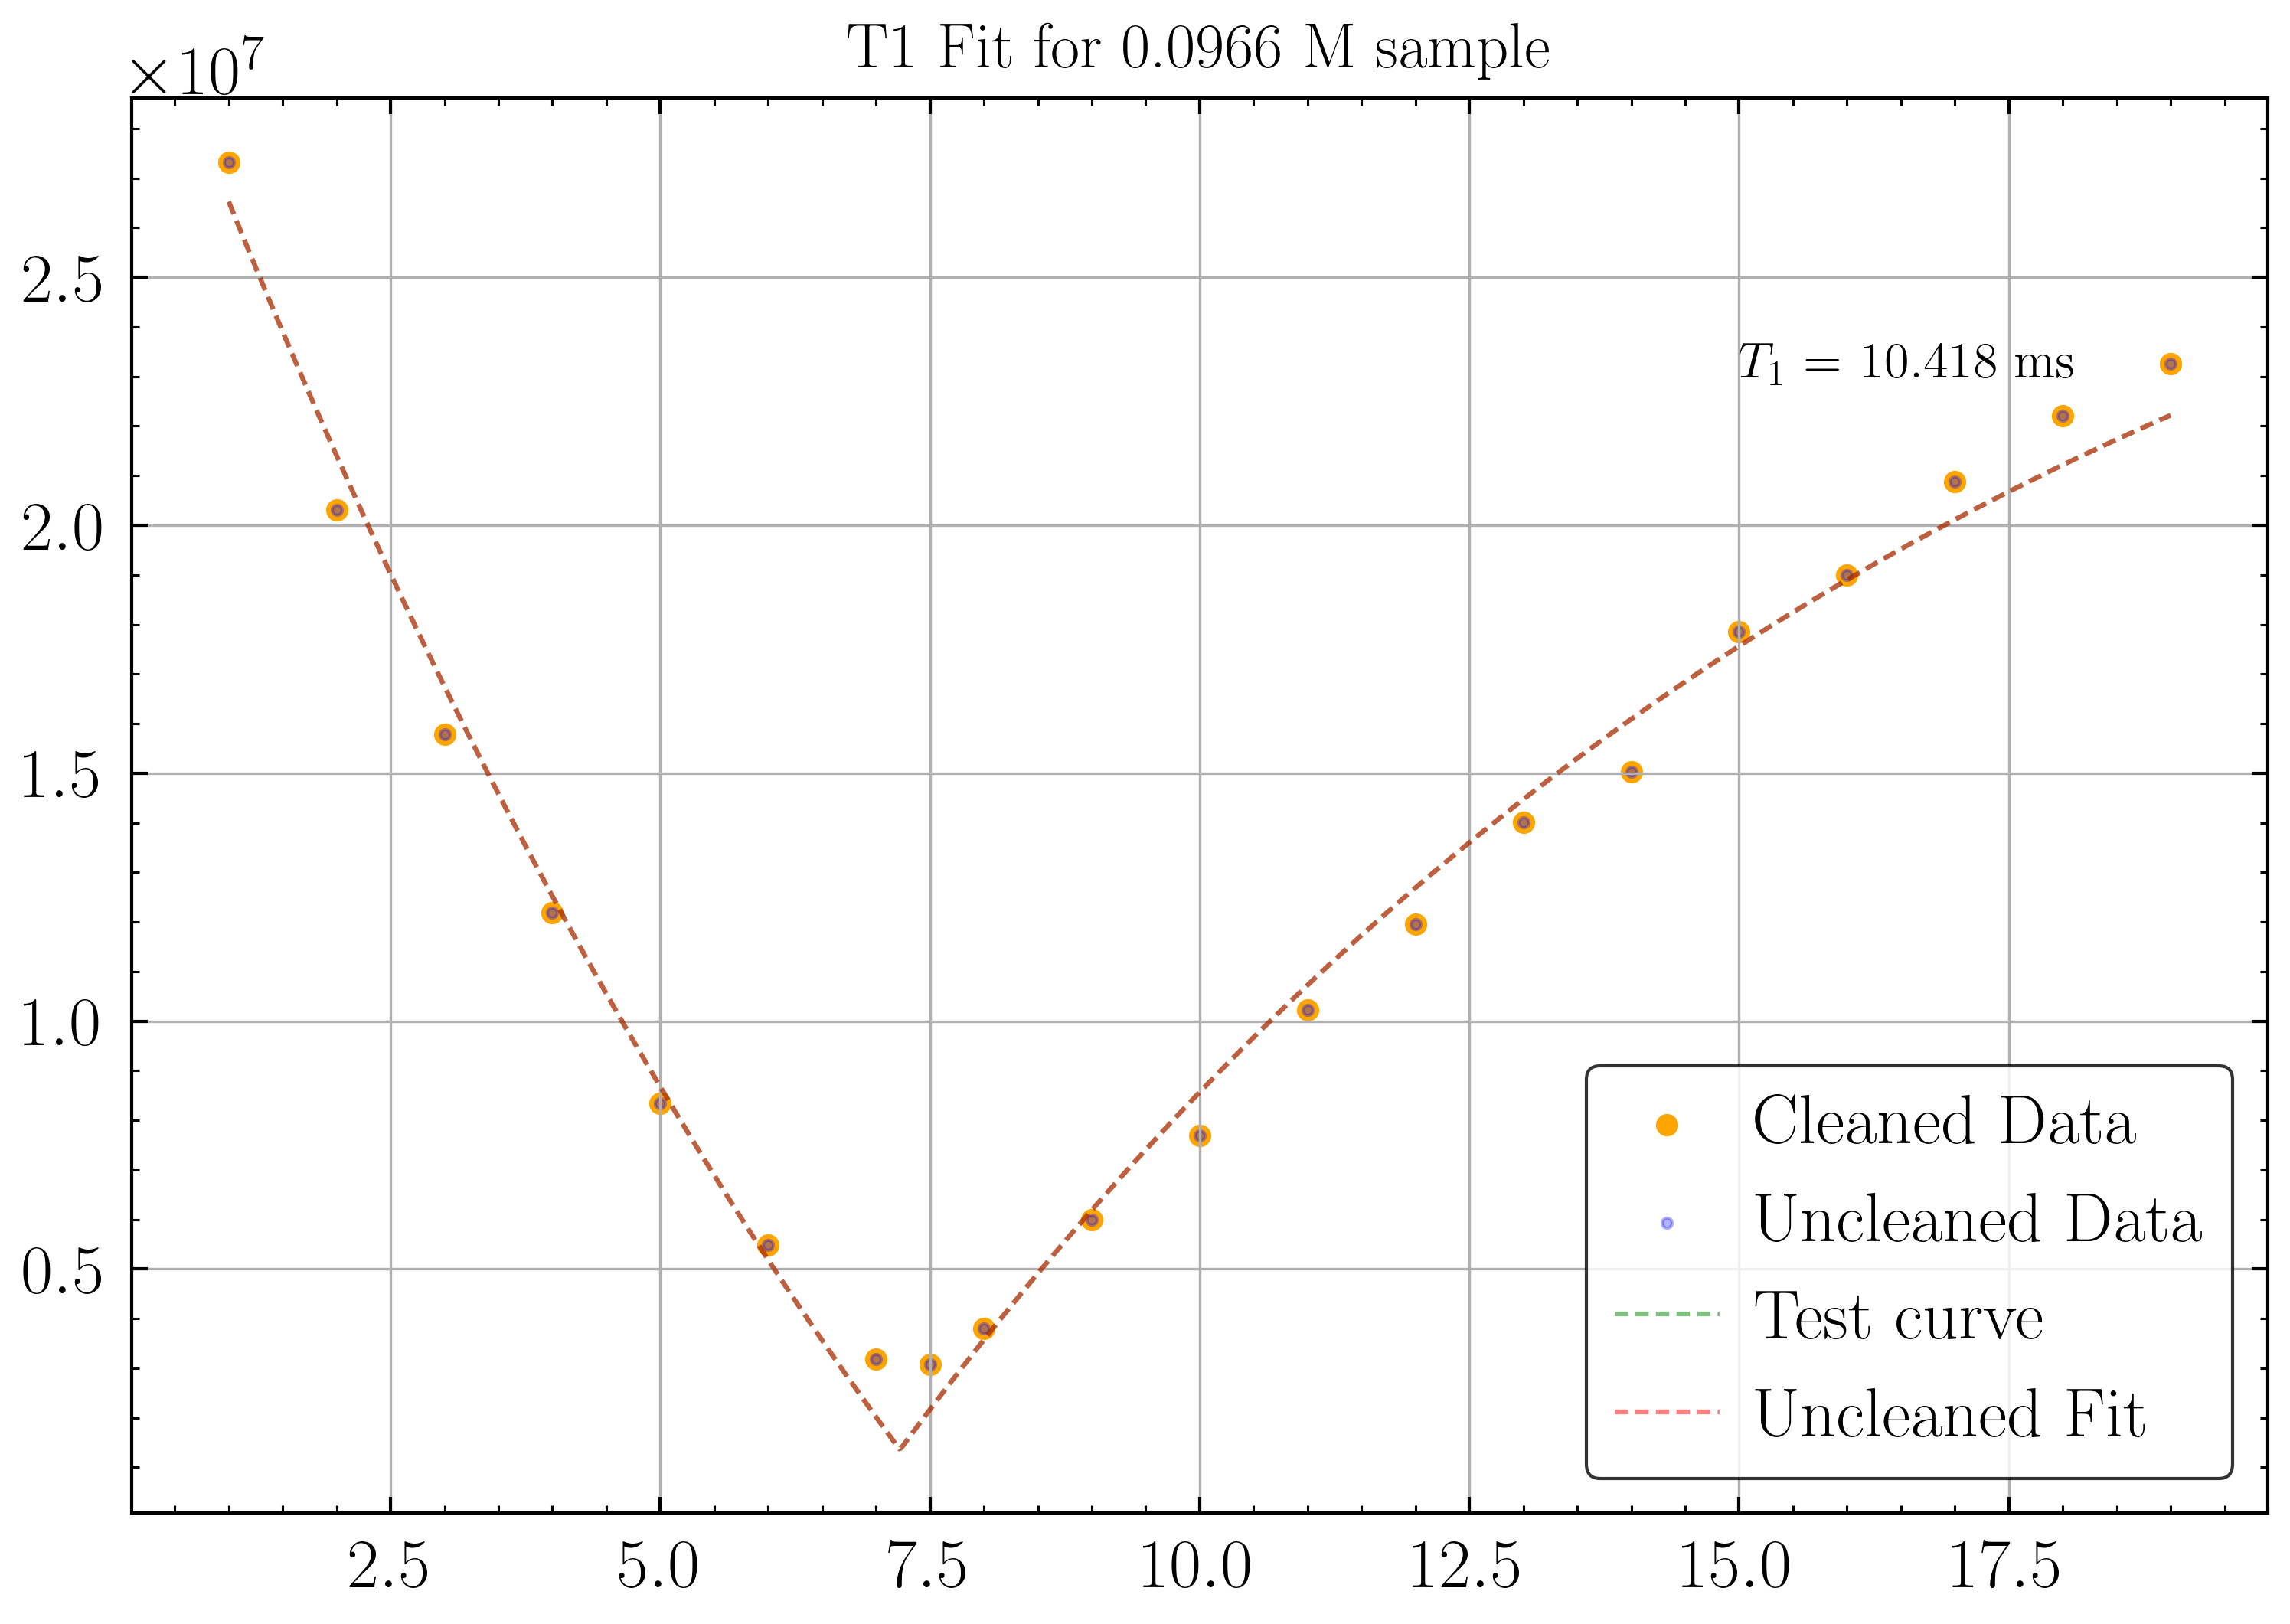 T1 Fit for 0.0966 M sample
×10^7
2.5
2.0
1.5
1.0
0.5
T_1 = 10.418 ms
Cleaned Data
Uncleaned Data
Test curve
Uncleaned Fit
2.5 5.0 7.5 10.0 12.5 15.0 17.5